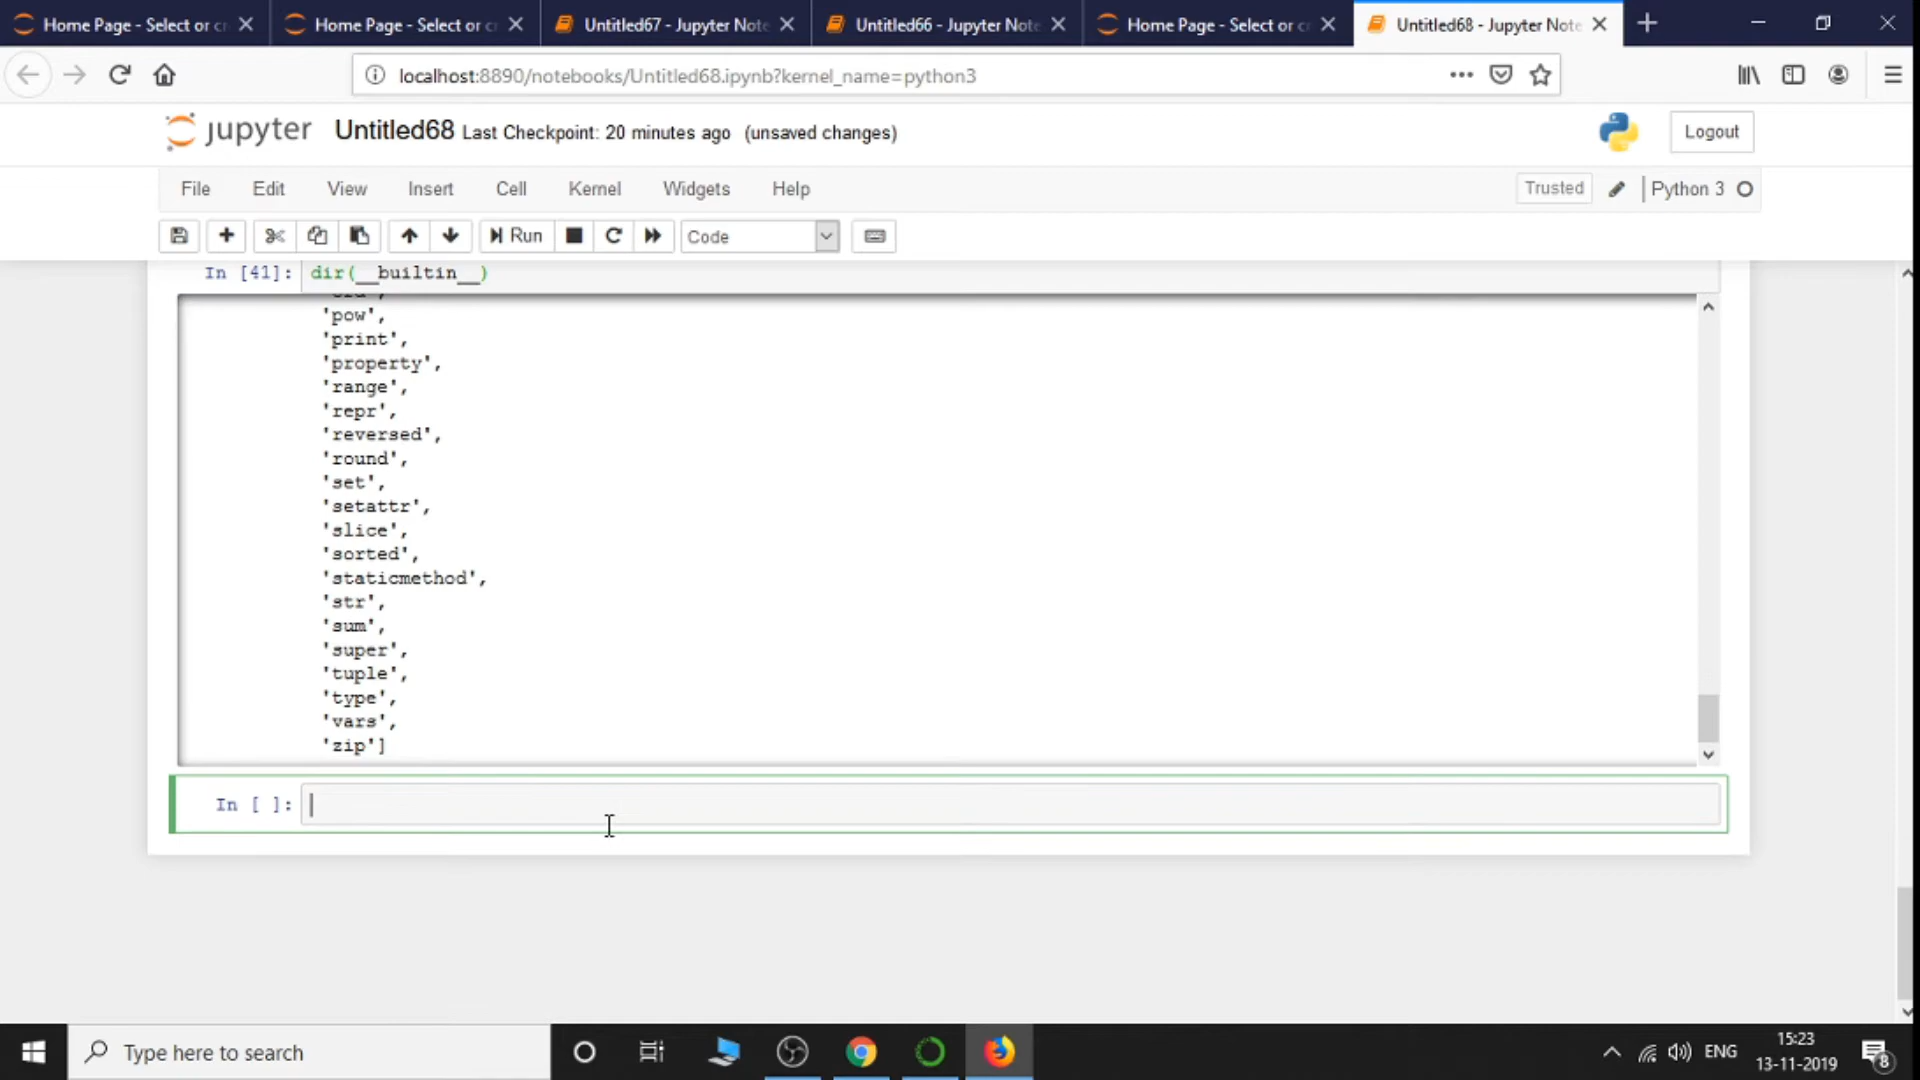 Home Page - Select or cr
Home Page - Select or cr
Untitled67 - Jupyter Note
Untitled66 - Jupyter Note
Home Page - Select or cr
Untitled68 - Jupyter Note
localhost:8890/notebooks/Untitled68.ipynb?kernel_name=python3
jupyter Untitled68 Last Checkpoint: 20 minutes ago (unsaved changes)
Logout
File Edit View Insert Cell Kernel Widgets Help
Trusted
Python 3
Run
Code
In [41]: dir(__builtin__)
'pow',
'print',
'property',
'range',
'repr',
'reversed',
'round',
'set',
'setattr',
'slice',
'sorted',
'staticmethod',
'str',
'sum',
'super',
'tuple',
'type',
'vars',
'zip']
In [ ]:
Type here to search
ENG
15:23
13-11-2019
8